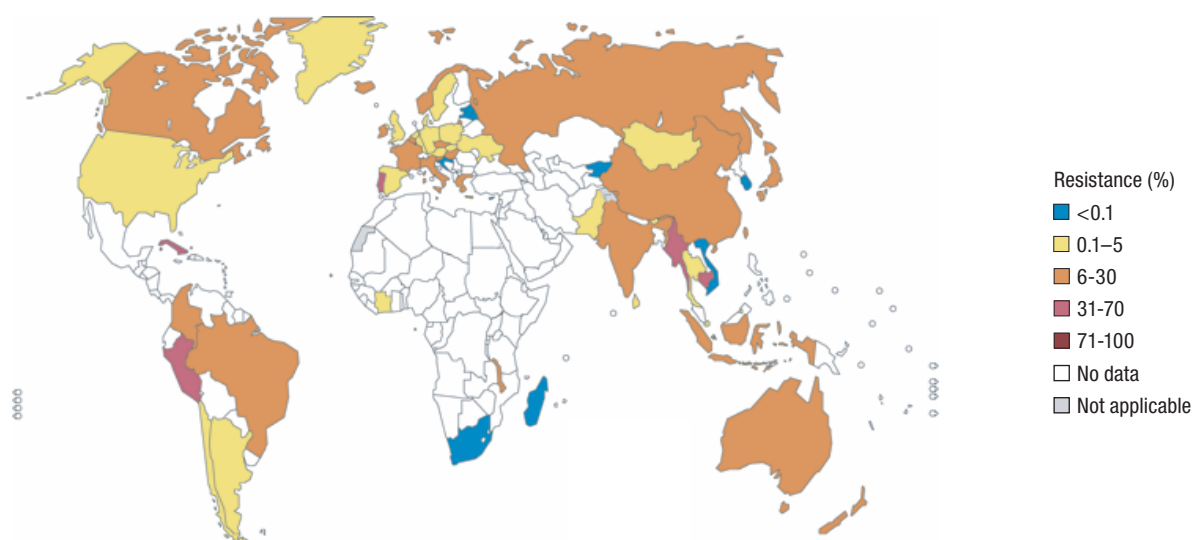 Resistance (%)
<0.1
0.1–5
6-30
31-70
71-100
No data
Not applicable